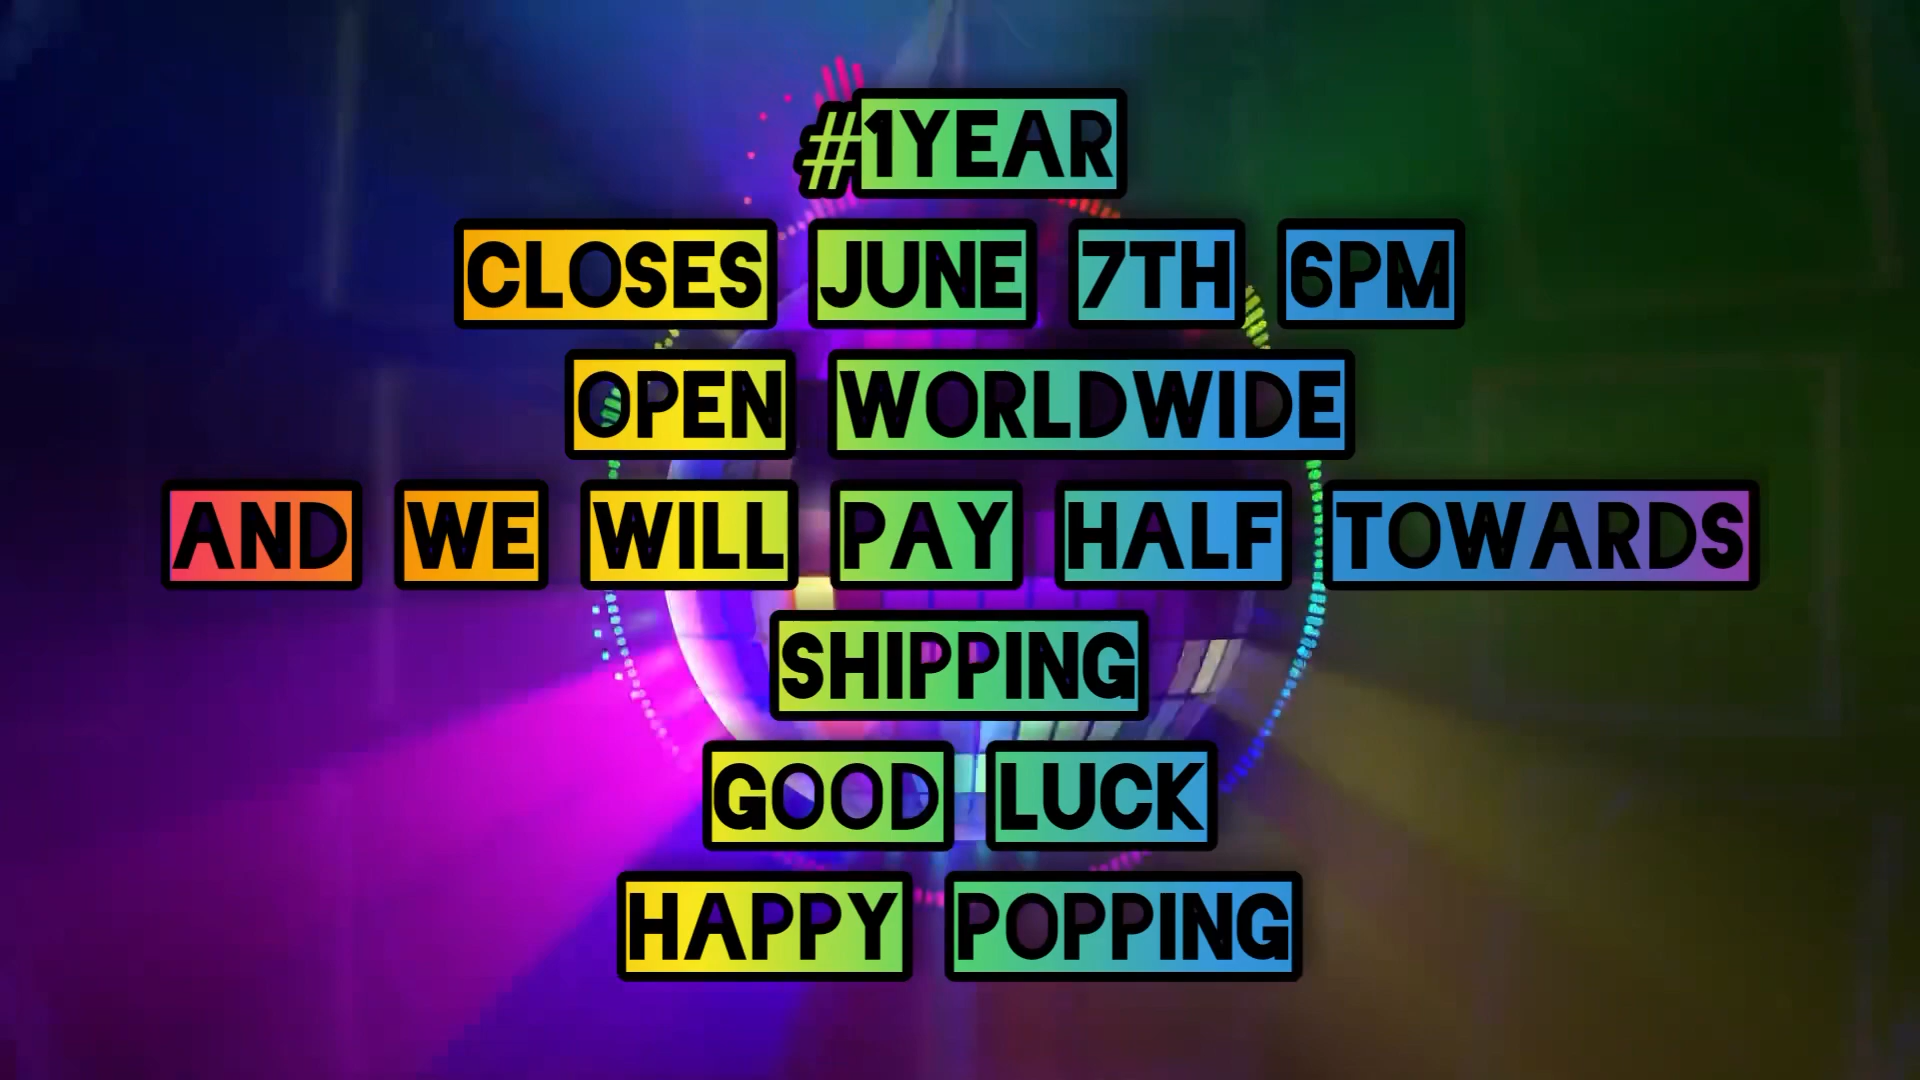 #1YEAR
CLOSES JUNE 7TH 6PM
OPEN WORLDWIDE
AND WE WILL PAY HALF TOWARDS
SHIPPING
GOOD LUCK
HAPPY POPPING